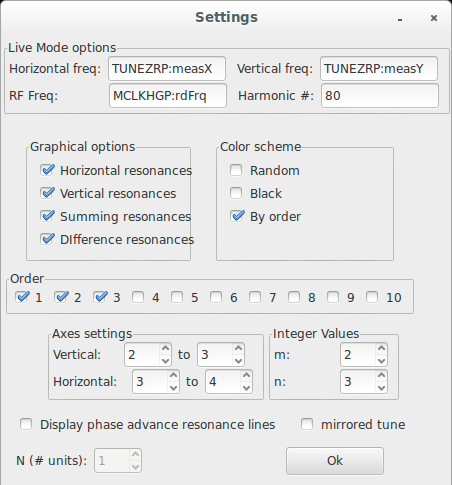 Settings
Live Mode options
Horizontal freq: TUNEZRP:measX Vertical freq: TUNEZRP:measY
RF Freq: MCLKHGP:rdFrq Harmonic #: 80
Graphical options
Horizontal resonances
Vertical resonances
Summing resonances
DIfference resonances
Color scheme
Random
Black
By order
Order
1 2 3 4 5 6 7 8 9 10
Axes settings
Vertical: 2 to 3
Horizontal: 3 to 4
Integer Values
m: 2
n: 3
Display phase advance resonance lines mirrored tune
N (# units): 1 Ok